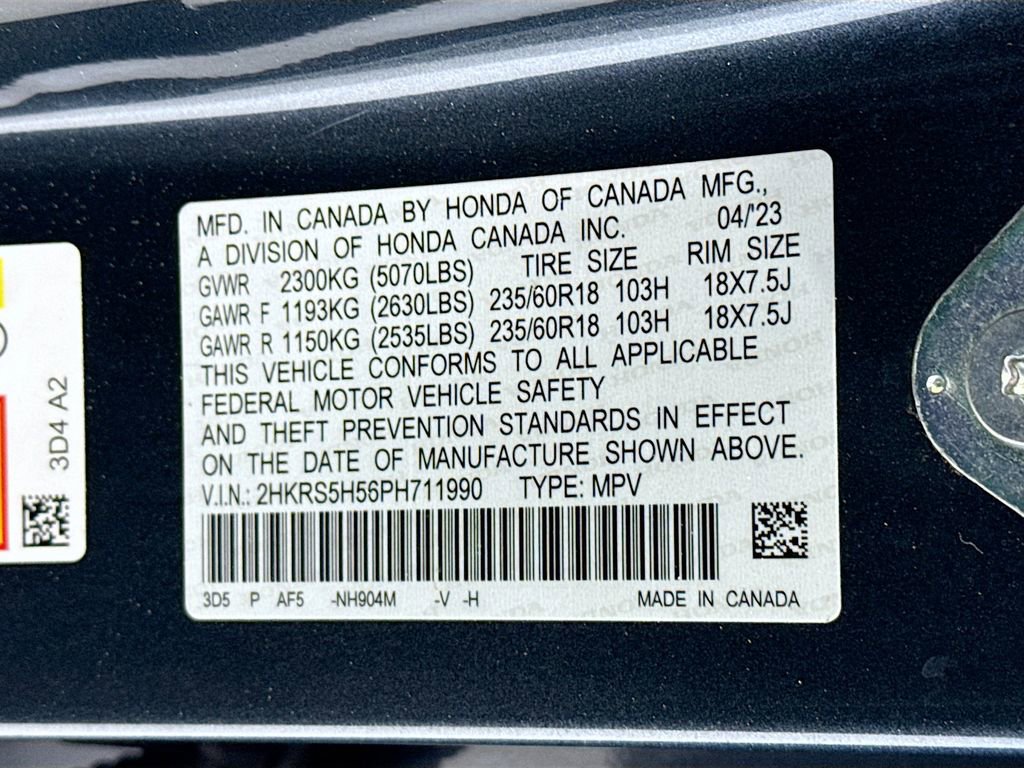 MFD. IN CANADA BY HONDA OF CANADA MFG.,
A DIVISION OF HONDA CANADA INC. 04/'23
GVWR 2300KG (5070LBS) TIRE SIZE RIM SIZE
GAWR F 1193KG (2630LBS) 235/60R18 103H 18X7.5J
GAWR R 1150KG (2535LBS) 235/60R18 103H 18X7.5J
THIS VEHICLE CONFORMS TO ALL APPLICABLE
FEDERAL MOTOR VEHICLE SAFETY
AND THEFT PREVENTION STANDARDS IN EFFECT
ON THE DATE OF MANUFACTURE SHOWN ABOVE.
V.I.N.: 2HKRS5H56PH711990 TYPE: MPV
3D5 P AF5 -NH904M -V -H MADE IN CANADA
3D4 A2